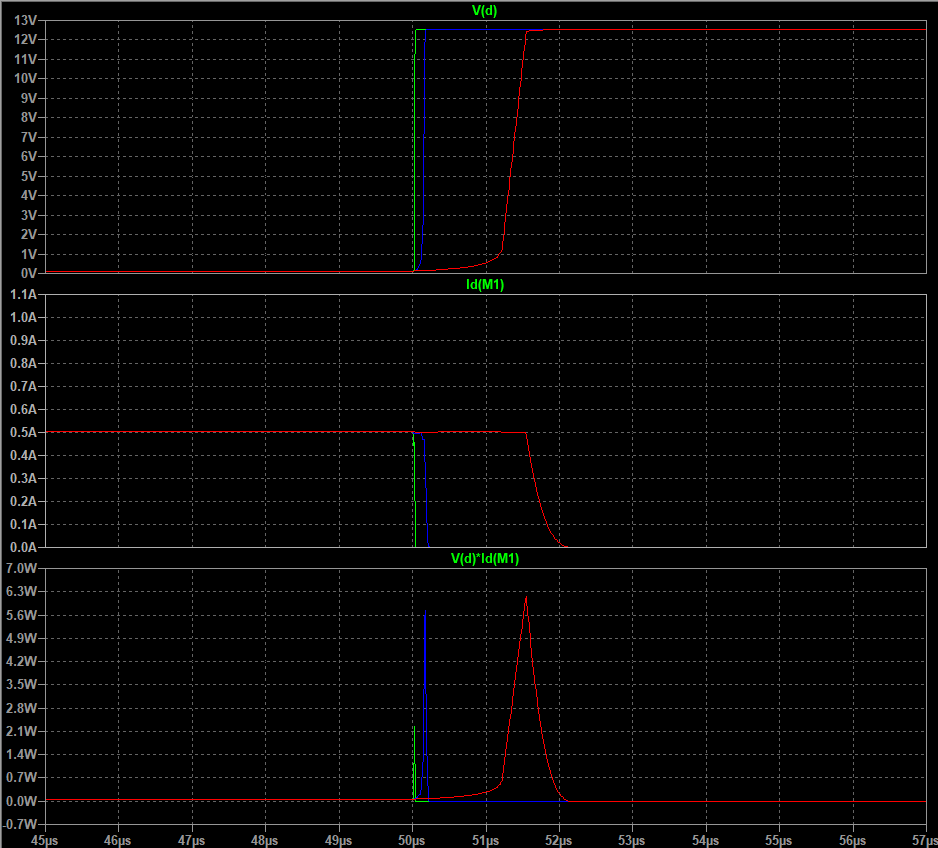 V(d)
13V
12V
11V
10V
9V
8V
7V
6V
5V
4V
3V
2V
1V
0V
Id(M1)
1.1A
1.0A
0.9A
0.8A
0.7A
0.6A
0.5A
0.4A
0.3A
0.2A
0.1A
0.0A
V(d)*Id(M1)
7.0W
6.3W
5.6W
4.9W
4.2W
3.5W
2.8W
2.1W
1.4W
0.7W
0.0W
-0.7W
45µs 46µs 47µs 48µs 49µs 50µs 51µs 52µs 53µs 54µs 55µs 56µs 57µs